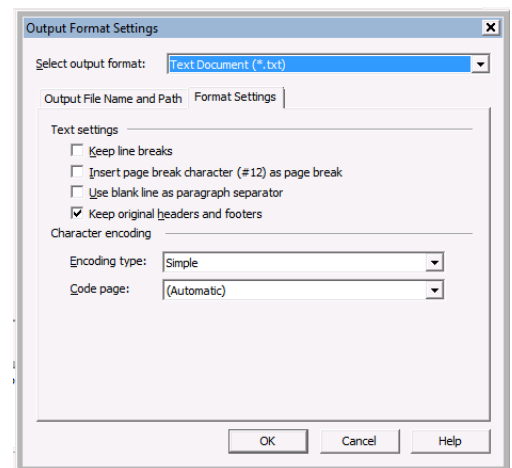 Output Format Settings
Select output format: Text Document (*.txt)
Output File Name and Path Format Settings
Text settings
Keep line breaks
Insert page break character (#12) as page break
Use blank line as paragraph separator
Keep original headers and footers
Character encoding
Encoding type: Simple
Code page: (Automatic)
OK Cancel Help